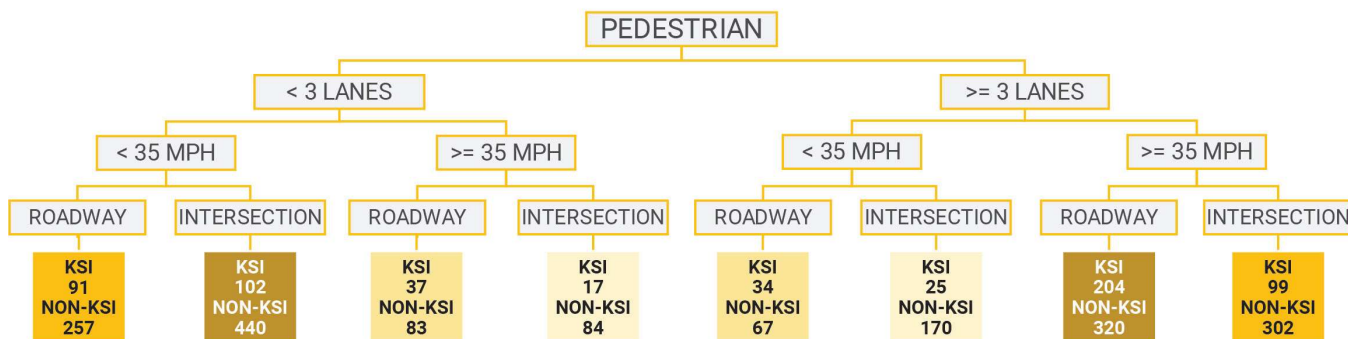 PEDESTRIAN
< 3 LANES
>= 3 LANES
< 35 MPH
>= 35 MPH
< 35 MPH
>= 35 MPH
ROADWAY
INTERSECTION
ROADWAY
INTERSECTION
ROADWAY
INTERSECTION
ROADWAY
INTERSECTION
KSI
91
NON-KSI
257
KSI
102
NON-KSI
440
KSI
37
NON-KSI
83
KSI
17
NON-KSI
84
KSI
34
NON-KSI
67
KSI
25
NON-KSI
170
KSI
204
NON-KSI
320
KSI
99
NON-KSI
302